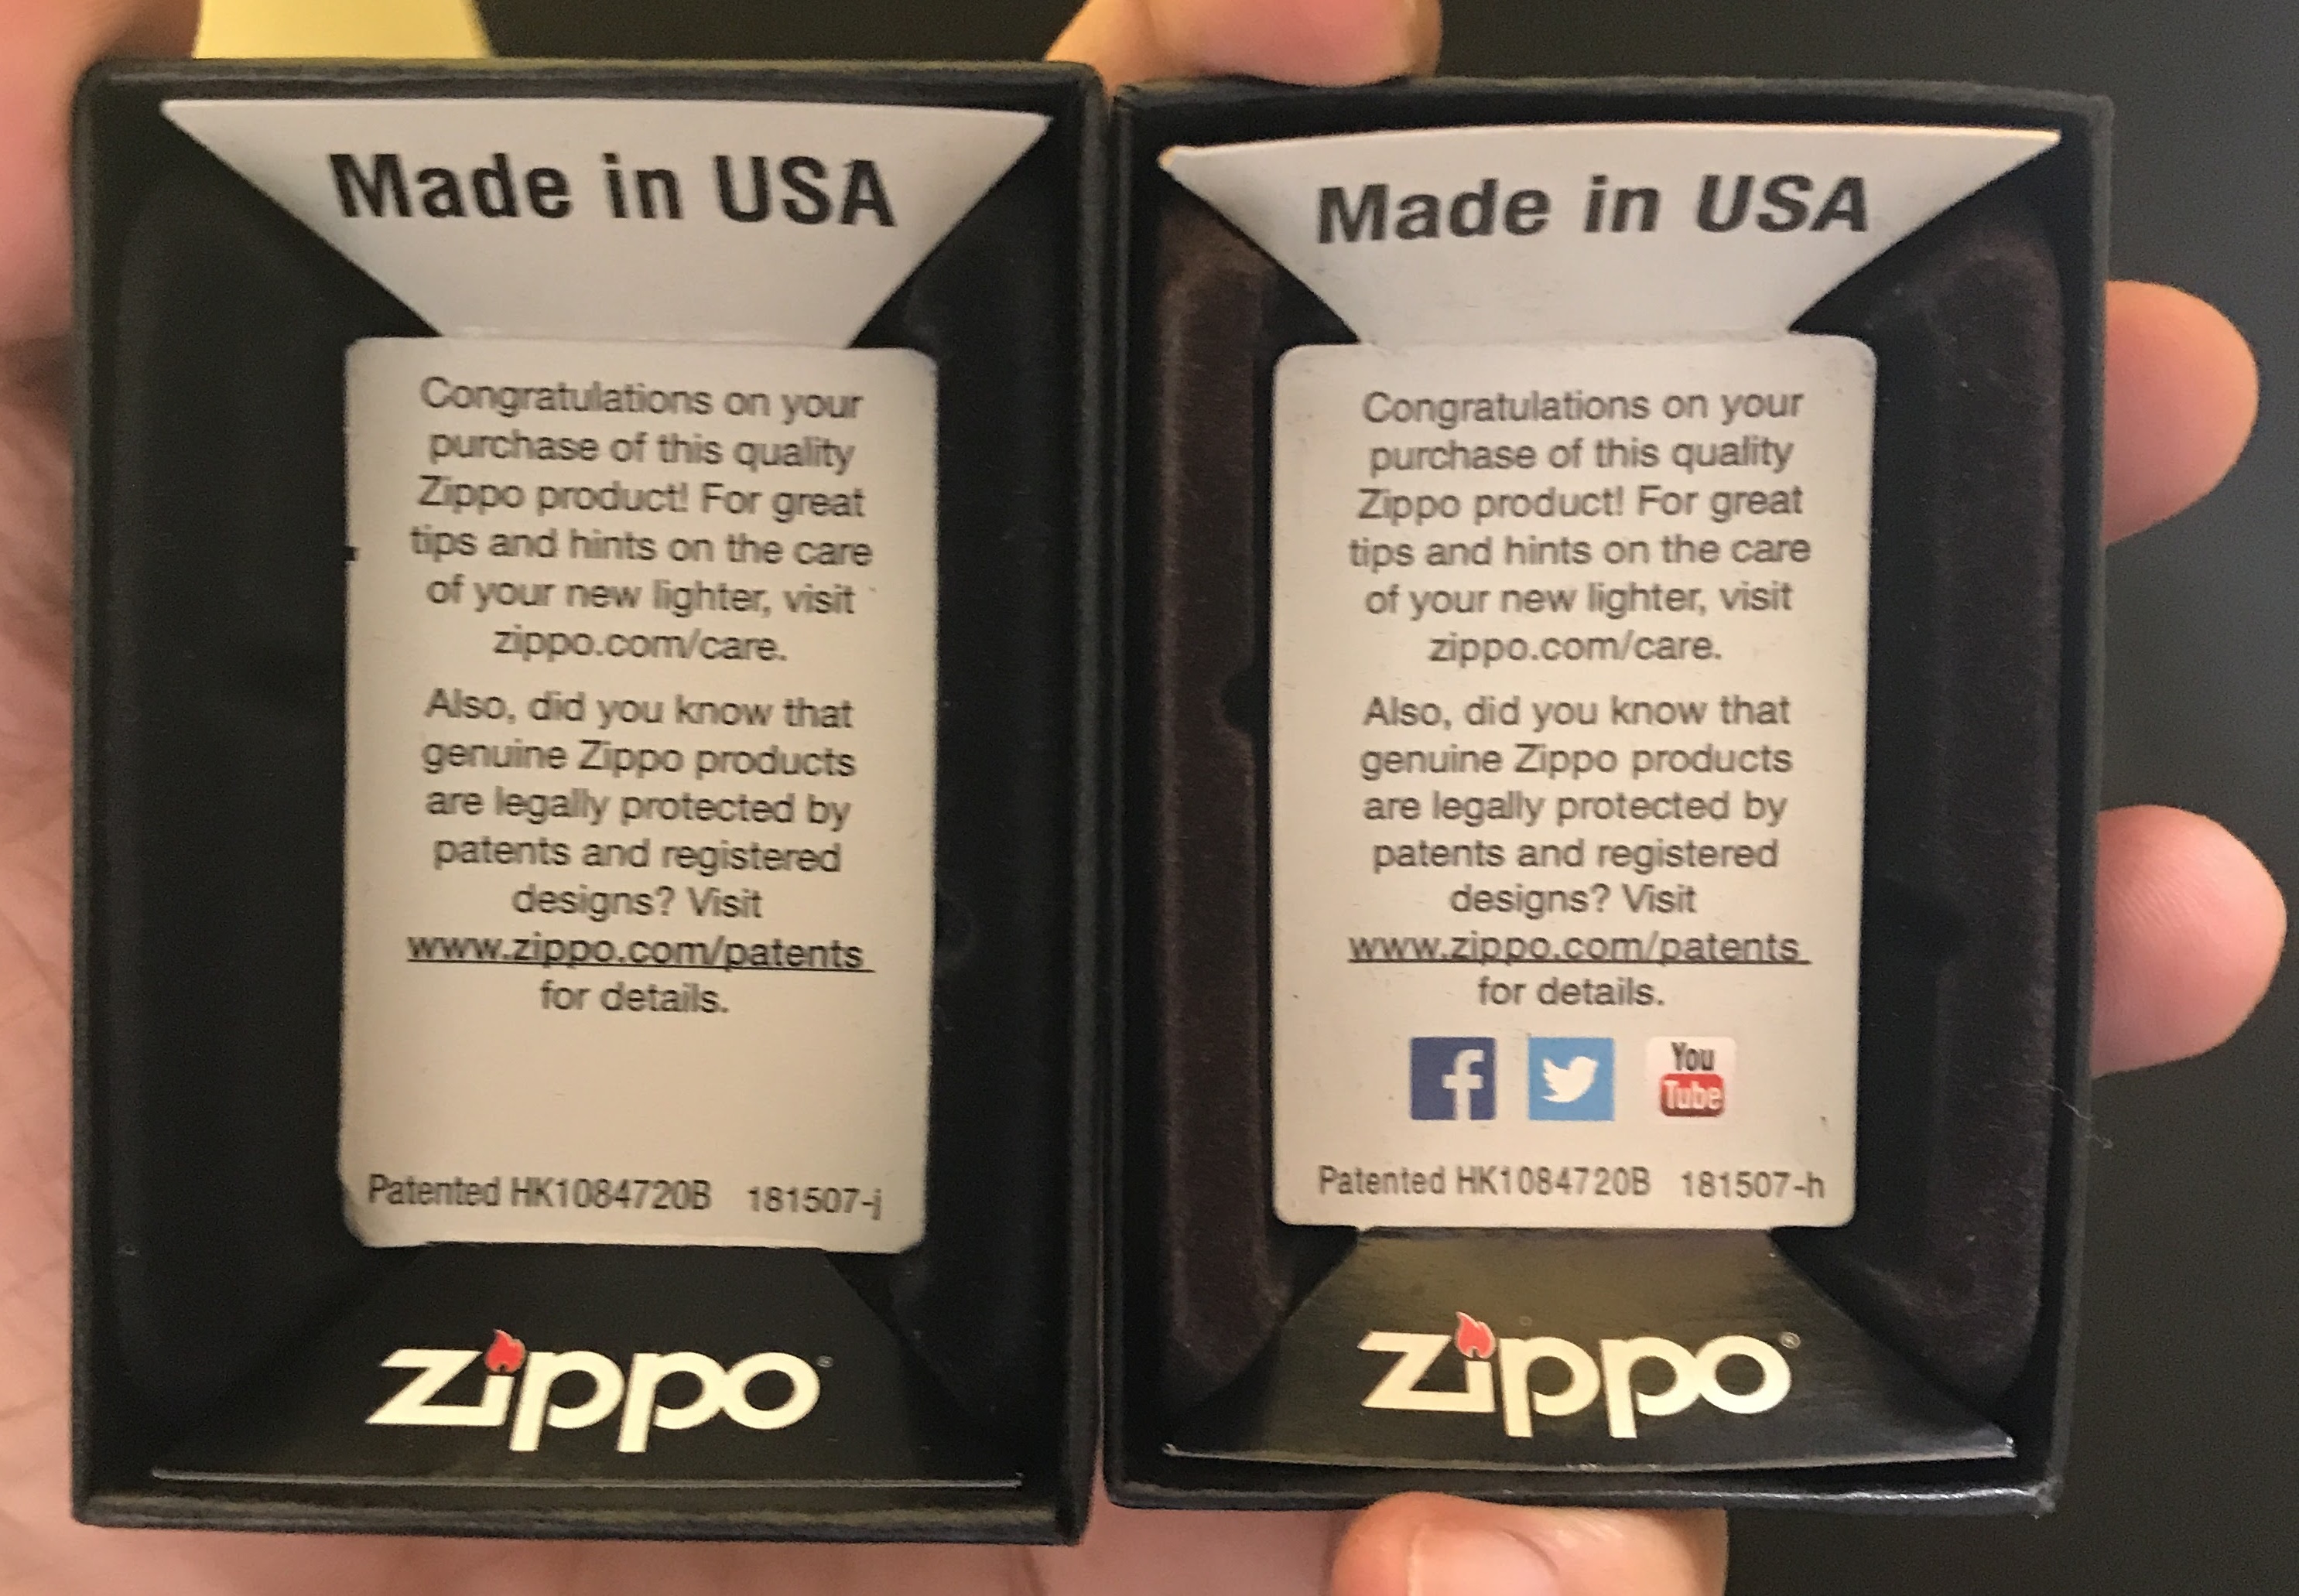 Made in USA
Congratulations on your
purchase of this quality
Zippo product! For great
tips and hints on the care
of your new lighter, visit
zippo.com/care.
Also, did you know that
genuine Zippo products
are legally protected by
patents and registered
designs? Visit
www.zippo.com/patents
for details.
Patented HK1084720B 181507-j
zippo®
Made in USA
Congratulations on your
purchase of this quality
Zippo product! For great
tips and hints on the care
of your new lighter, visit
zippo.com/care.
Also, did you know that
genuine Zippo products
are legally protected by
patents and registered
designs? Visit
www.zippo.com/patents
for details.
f
You
Tube
Patented HK1084720B 181507-h
zippo®